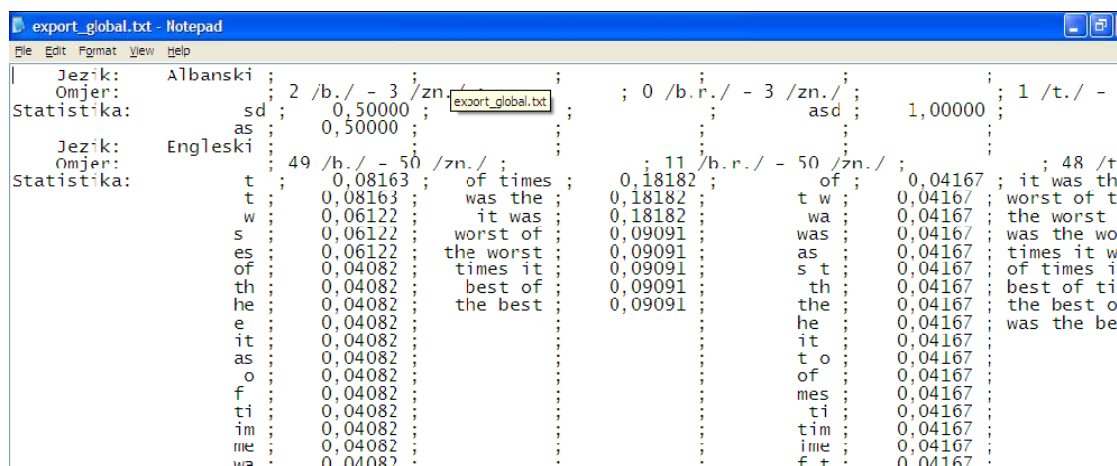 export_global.txt - Notepad
File Edit Format View Help
Jezik: Albanski ; ; ; ; ; ;
Omjer: ; 2 /b./ - 3 /zn./ ; ; 0 /b.r./ - 3 /zn./ ; ; 1 /t./ -
export_global.txt
Statistika: sd ; 0,50000 ; ; ; asd ; 1,00000 ;
as ; 0,50000 ; ; ; ; ;
Jezik: Engleski ; ; ; ; ; ;
Omjer: ; 49 /b./ - 50 /zn./ ; ; 11 /b.r./ - 50 /zn./ ; ; 48 /t
Statistika: t ; 0,08163 ; of times ; 0,18182 ; of ; 0,04167 ; it was th
t ; 0,08163 ; was the ; 0,18182 ; t w ; 0,04167 ; worst of t
w ; 0,06122 ; it was ; 0,18182 ; wa ; 0,04167 ; the worst
s ; 0,06122 ; worst of ; 0,09091 ; was ; 0,04167 ; was the wo
es ; 0,06122 ; the worst ; 0,09091 ; as ; 0,04167 ; times it w
of ; 0,04082 ; times it ; 0,09091 ; s t ; 0,04167 ; of times i
th ; 0,04082 ; best of ; 0,09091 ; th ; 0,04167 ; best of ti
he ; 0,04082 ; the best ; 0,09091 ; the ; 0,04167 ; the best o
e ; 0,04082 ; ; ; he ; 0,04167 ; was the be
it ; 0,04082 ; ; ; it ; 0,04167 ;
as ; 0,04082 ; ; ; t o ; 0,04167 ;
o ; 0,04082 ; ; ; of ; 0,04167 ;
f ; 0,04082 ; ; ; mes ; 0,04167 ;
ti ; 0,04082 ; ; ; ti ; 0,04167 ;
im ; 0,04082 ; ; ; tim ; 0,04167 ;
me ; 0,04082 ; ; ; ime ; 0,04167 ;
wa ; 0,04082 ; ; ; f t ; 0,04167 ;